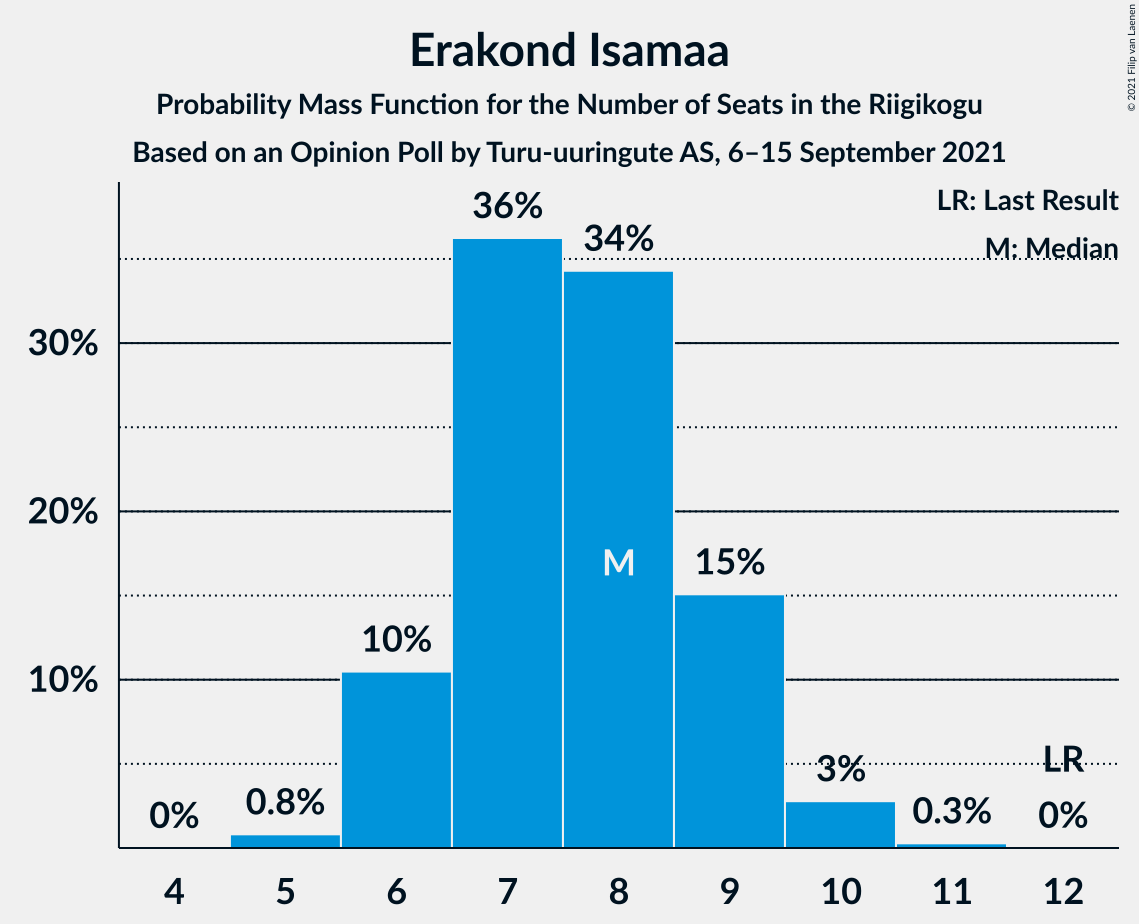 Erakond Isamaa
Probability Mass Function for the Number of Seats in the Riigikogu
Based on an Opinion Poll by Turu-uuringute AS, 6–15 September 2021
© 2021 Filip van Laenen
LR: Last Result
M: Median
36%
34%
30%
M
15%
20%
10%
10%
LR
3%
0.8%
0.3%
0%
0%
4 5 6 7 8 9 10 11 12